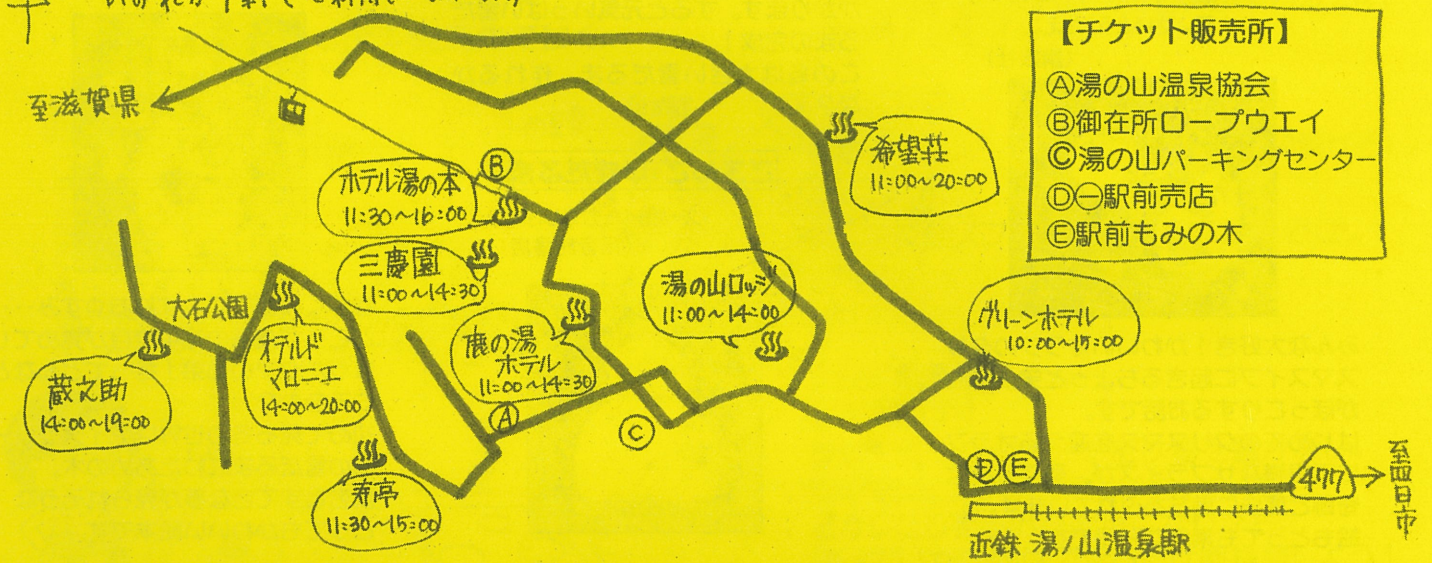 【チケット販売所】
Ⓐ湯の山温泉協会
Ⓑ御在所ロープウエイ
Ⓒ湯の山パーキングセンター
Ⓓ㊀駅前売店
Ⓔ駅前もみの木
至滋賀県
Ⓑ
ホテル湯の本
11:30~16:00
希望荘
11:00~20:00
三慶園
11:00~14:30
湯の山ロッジ
11:00~14:00
大石公園
鹿の湯
ホテル
11:00~14:30
グリーンホテル
10:00~15:00
オテルド
マロニエ
14:00~20:00
蔵之助
14:00~19:00
Ⓐ
Ⓒ
寿亭
11:30~15:00
Ⓓ Ⓔ
477
至四日市
近鉄 湯ノ山温泉駅